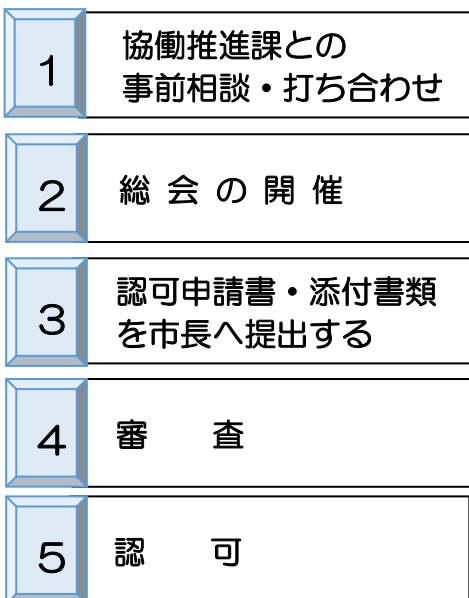 1
協働推進課との
事前相談・打ち合わせ
2
総会の開催
3
認可申請書・添付書類
を市長へ提出する
4
審　査
5
認　可